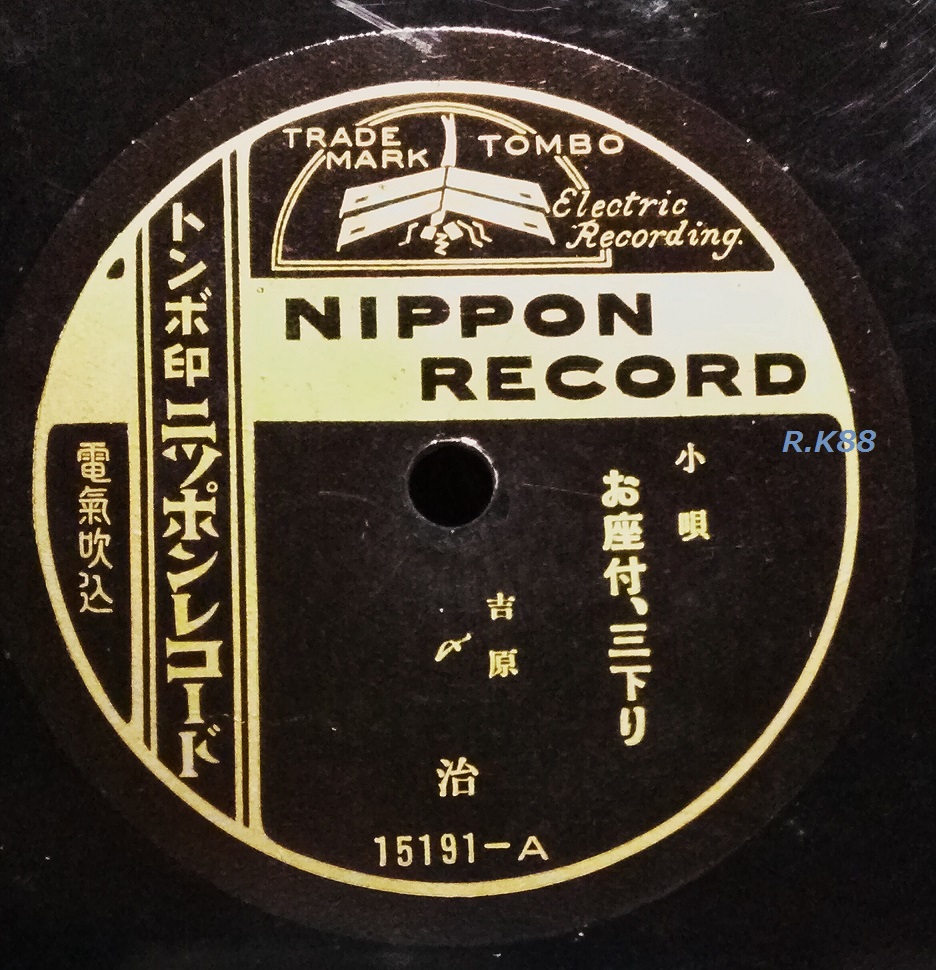 TRADE MARK
TOMBO
Electric
Recording.
NIPPON
RECORD
トンボ印ニッポンレコード
電氣吹込
小唄
お座付、三下り
吉原
〆治
15191-A
R.K88